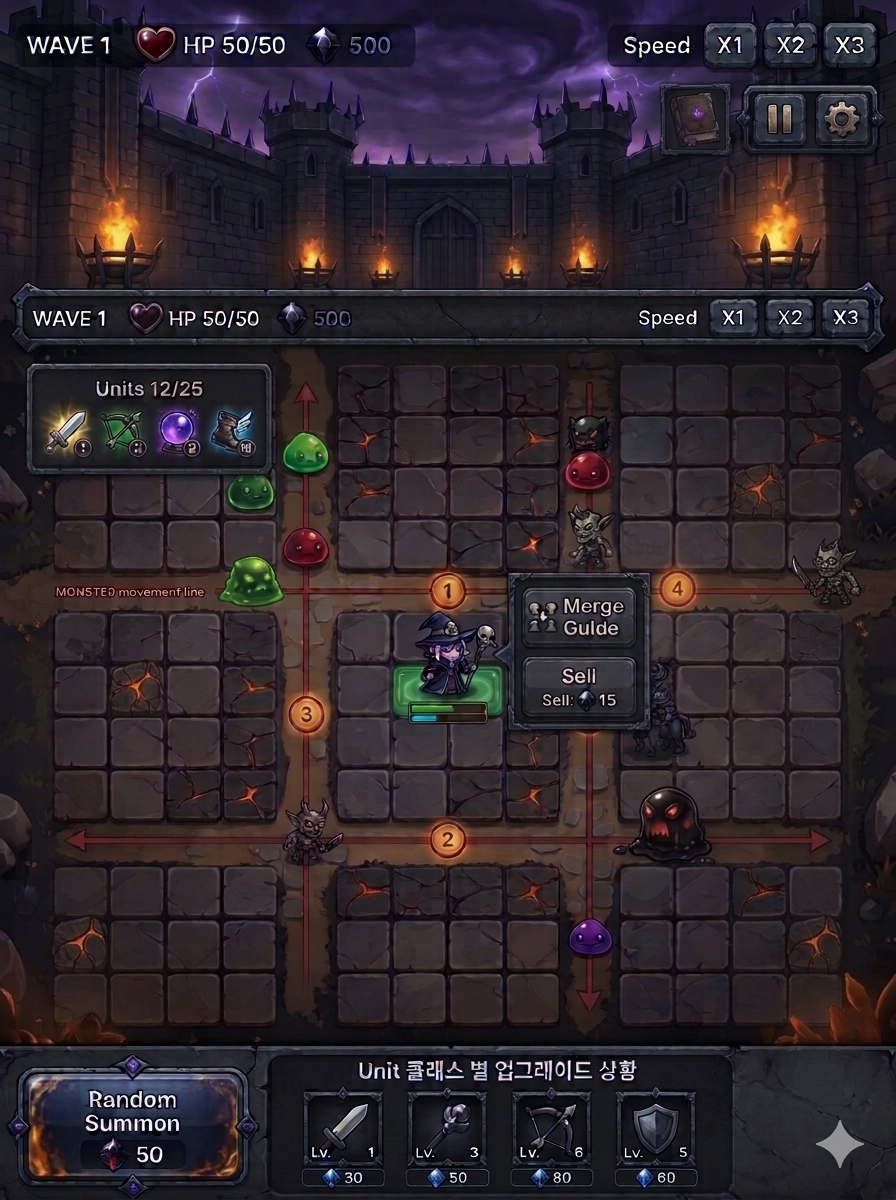 WAVE 1 HP 50/50 500 Speed X1 X2 X3
WAVE 1 HP 50/50 500 Speed X1 X2 X3
Units 12/25
2
MONSTED movement line
1
4
Merge
Guide
Sell
Sell: 15
3
2
Unit 클래스 별 업그레이드 상황
Random
Summon
50
Lv. 1 Lv. 3 Lv. 6 Lv. 5
30 50 80 60